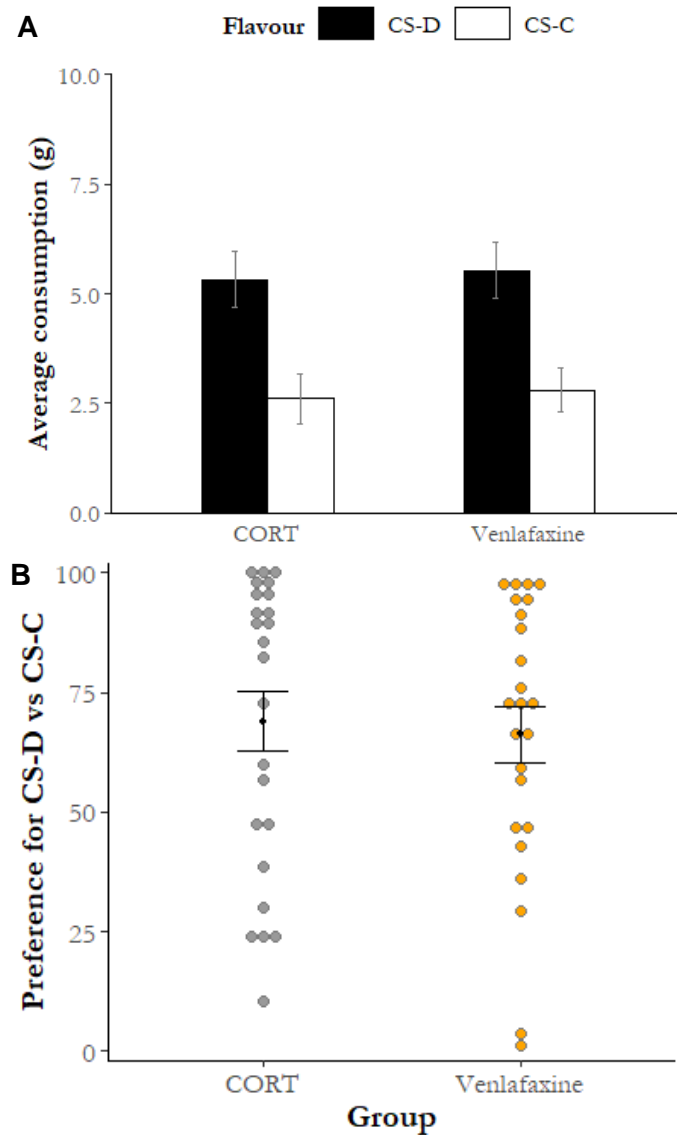 A
Flavour CS-D CS-C
Average consumption (g)
10.0
7.5
5.0
2.5
0.0
CORT Venlafaxine
B
Preference for CS-D vs CS-C
100
75
50
25
0
CORT Venlafaxine
Group